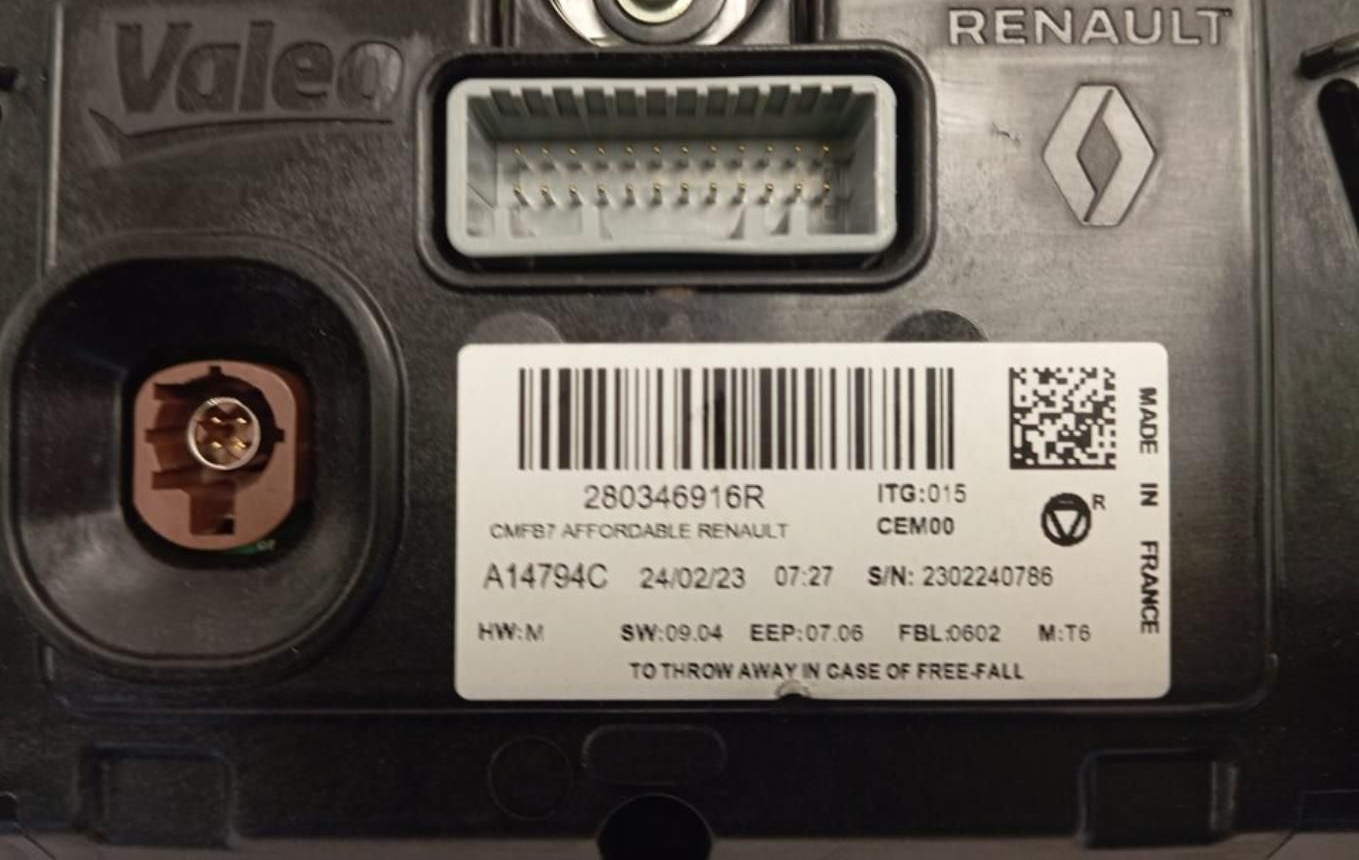 Valeo
RENAULT
280346916R
ITG:015
R
CMFB7 AFFORDABLE RENAULT
CEM00
A14794C 24/02/23 07:27 S/N: 2302240786
HW:M SW:09.04 EEP:07.06 FBL:0602 M:T6
TO THROW AWAY IN CASE OF FREE-FALL
MADE IN FRANCE